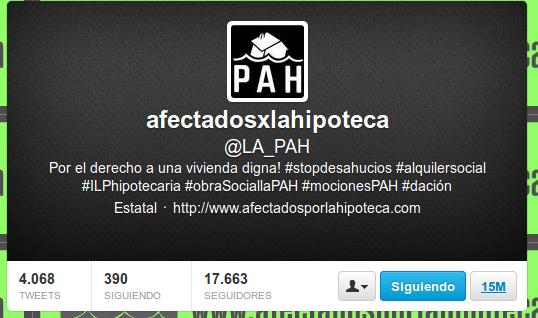 PAH
afectadosxlahipoteca
@LA_PAH
Por el derecho a una vivienda digna! #stopdesahucios #alquilersocial
#ILPhipotecaria #obraSociallaPAH #mocionesPAH #dación
Estatal · http://www.afectadosporlahipoteca.com
4.068 390 17.663
TWEETS SIGUIENDO SEGUIDORES
Siguiendo 15M